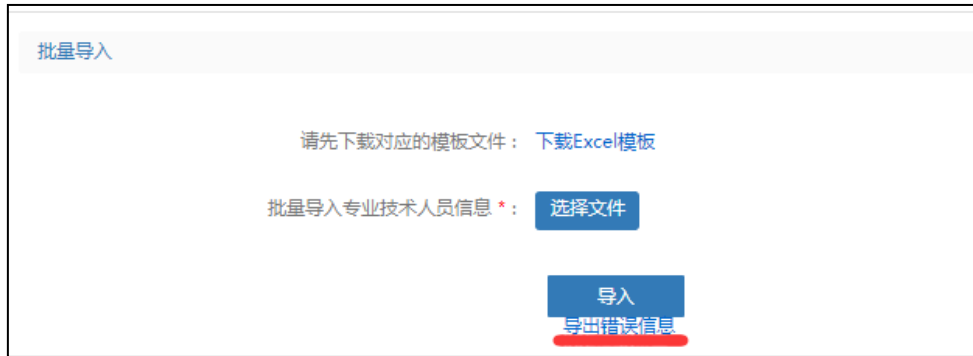 批量导入
请先下载对应的模板文件： 下载Excel模板
批量导入专业技术人员信息 *： 选择文件
导入
导出错误信息